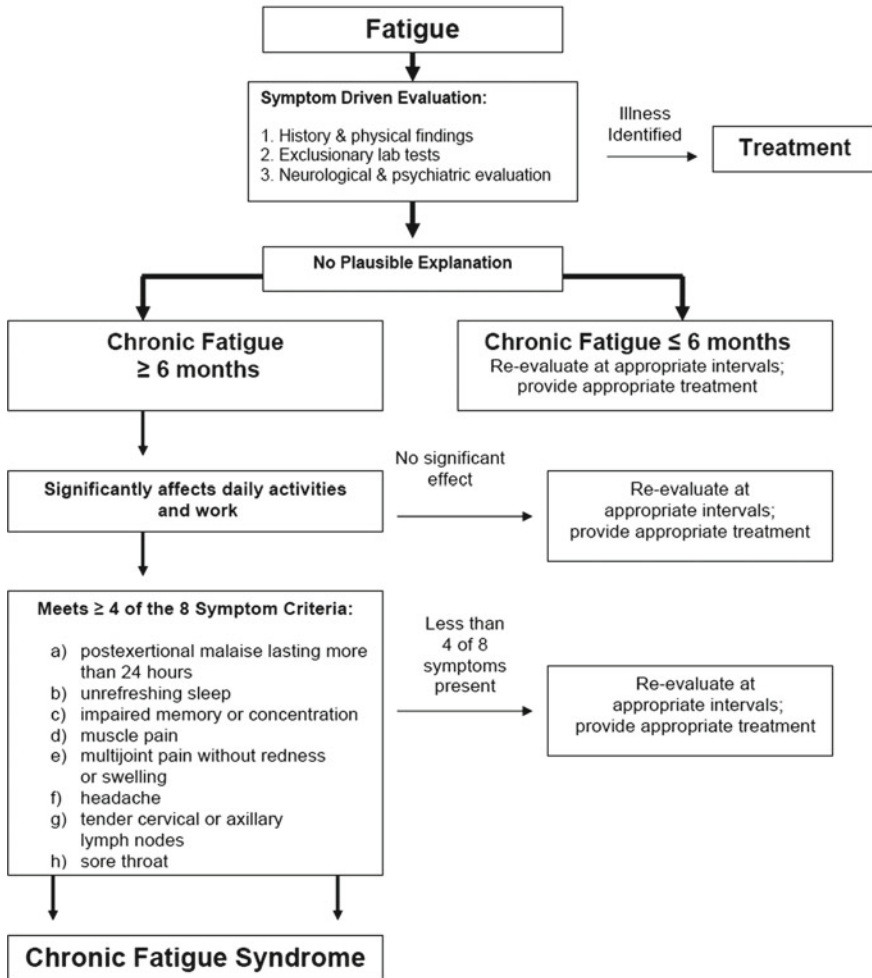 Fatigue
Symptom Driven Evaluation:
1. History & physical findings
2. Exclusionary lab tests
3. Neurological & psychiatric evaluation
Illness
Identified
Treatment
No Plausible Explanation
Chronic Fatigue
≥ 6 months
Chronic Fatigue ≤ 6 months
Re-evaluate at appropriate intervals;
provide appropriate treatment
Significantly affects daily activities
and work
No significant
effect
Re-evaluate at
appropriate intervals;
provide appropriate treatment
Meets ≥ 4 of the 8 Symptom Criteria:
a) postexertional malaise lasting more
than 24 hours
b) unrefreshing sleep
c) impaired memory or concentration
d) muscle pain
e) multijoint pain without redness
or swelling
f) headache
g) tender cervical or axillary
lymph nodes
h) sore throat
Less than
4 of 8
symptoms
present
Re-evaluate at
appropriate intervals;
provide appropriate treatment
Chronic Fatigue Syndrome